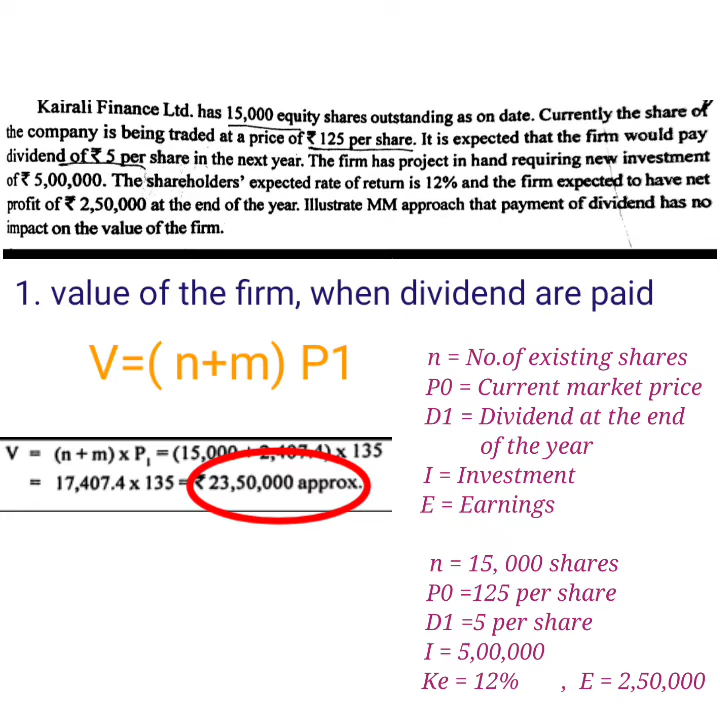 Kairali Finance Ltd. has 15,000 equity shares outstanding as on date. Currently the share of
the company is being traded at a price of ₹ 125 per share. It is expected that the firm would pay
dividend of ₹ 5 per share in the next year. The firm has project in hand requiring new investment
of ₹ 5,00,000. The shareholders' expected rate of return is 12% and the firm expected to have net
profit of ₹ 2,50,000 at the end of the year. Illustrate MM approach that payment of dividend has no
impact on the value of the firm.
1. value of the firm, when dividend are paid
V=( n+m) P1
V = (n + m) x P₁ = (15,000 + 2,407.4) x 135
= 17,407.4 x 135 = ₹ 23,50,000 approx.
n = No.of existing shares
P0 = Current market price
D1 = Dividend at the end
of the year
I = Investment
E = Earnings
n = 15, 000 shares
P0 =125 per share
D1 =5 per share
I = 5,00,000
Ke = 12% , E = 2,50,000